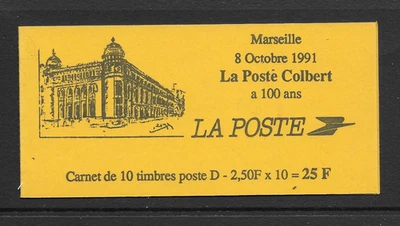 Marseille
8 Octobre 1991
La Poste Colbert
a 100 ans
LA POSTE
Carnet de 10 timbres poste D - 2,50F x 10 = 25 F